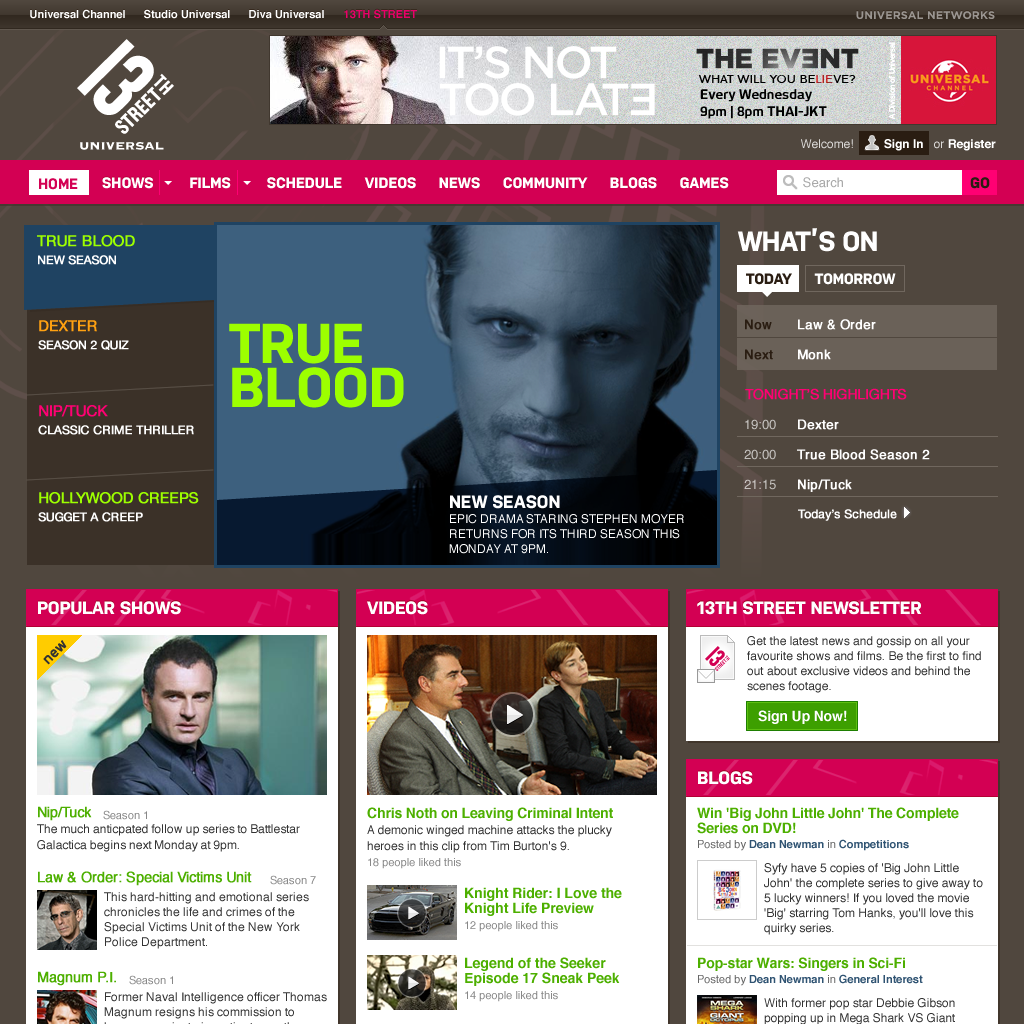 Universal Channel Studio Universal Diva Universal 13TH STREET UNIVERSAL NETWORKS
13 STREETH
UNIVERSAL
IT'S NOT
TOO LATE
THE EVENT
WHAT WILL YOU BELIEVE?
Every Wednesday
9pm | 8pm THAI-JKT
A Division of Universal
UNIVERSAL
CHANNEL
Welcome! Sign In or Register
HOME SHOWS FILMS SCHEDULE VIDEOS NEWS COMMUNITY BLOGS GAMES Search GO
TRUE BLOOD
NEW SEASON
DEXTER
SEASON 2 QUIZ
NIP/TUCK
CLASSIC CRIME THRILLER
HOLLYWOOD CREEPS
SUGGET A CREEP
TRUE
BLOOD
NEW SEASON
EPIC DRAMA STARING STEPHEN MOYER
RETURNS FOR ITS THIRD SEASON THIS
MONDAY AT 9PM.
WHAT'S ON
TODAY TOMORROW
Now Law & Order
Next Monk
TONIGHT'S HIGHLIGHTS
19:00 Dexter
20:00 True Blood Season 2
21:15 Nip/Tuck
Today's Schedule
POPULAR SHOWS
new
Nip/Tuck Season 1
The much anticpated follow up series to Battlestar
Galactica begins next Monday at 9pm.
Law & Order: Special Victims Unit Season 7
This hard-hitting and emotional series
chronicles the life and crimes of the
Special Victims Unit of the New York
Police Department.
Magnum P.I. Season 1
Former Naval Intelligence officer Thomas
Magnum resigns his commission to
VIDEOS
Chris Noth on Leaving Criminal Intent
A demonic winged machine attacks the plucky
heroes in this clip from Tim Burton's 9.
18 people liked this
Knight Rider: I Love the
Knight Life Preview
12 people liked this
Legend of the Seeker
Episode 17 Sneak Peek
14 people liked this
13TH STREET NEWSLETTER
13 STREETH
Get the latest news and gossip on all your
favourite shows and films. Be the first to find
out about exclusive videos and behind the
scenes footage.
Sign Up Now!
BLOGS
Win 'Big John Little John' The Complete
Series on DVD!
Posted by Dean Newman in Competitions
Syfy have 5 copies of 'Big John Little
John' the complete series to give away to
5 lucky winners! If you loved the movie
'Big' starring Tom Hanks, you'll love this
quirky series.
Pop-star Wars: Singers in Sci-Fi
Posted by Dean Newman in General Interest
MEGA
SHARK
GIANT
OCTOPUS
With former pop star Debbie Gibson
popping up in Mega Shark VS Giant